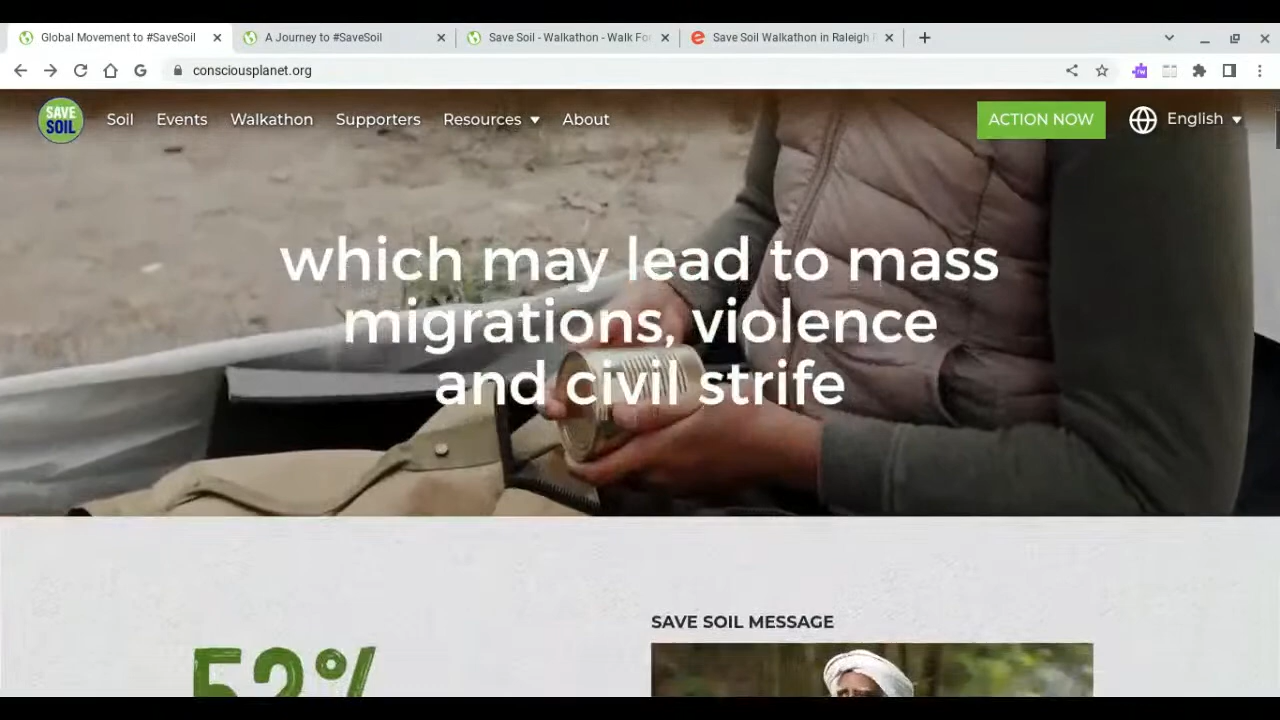 Global Movement to #SaveSoil
A Journey to #SaveSoil
Save Soil - Walkathon - Walk Fo
Save Soil Walkathon in Raleigh
consciousplanet.org
SAVE
SOIL
Soil
Events
Walkathon
Supporters
Resources
About
ACTION NOW
English
which may lead to mass
migrations, violence
and civil strife
SAVE SOIL MESSAGE
52%